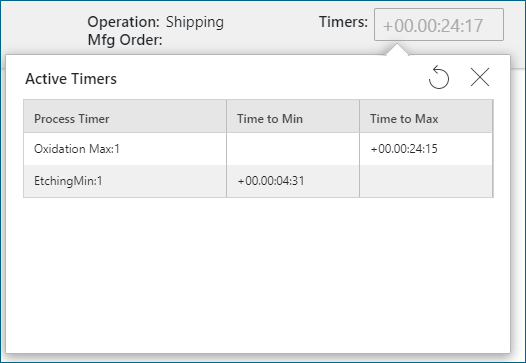 Operation: Shipping Timers: +00.00:24:17
Mfg Order:
Active Timers
Process Timer Time to Min Time to Max
Oxidation Max:1 +00.00:24:15
EtchingMin:1 +00.00:04:31